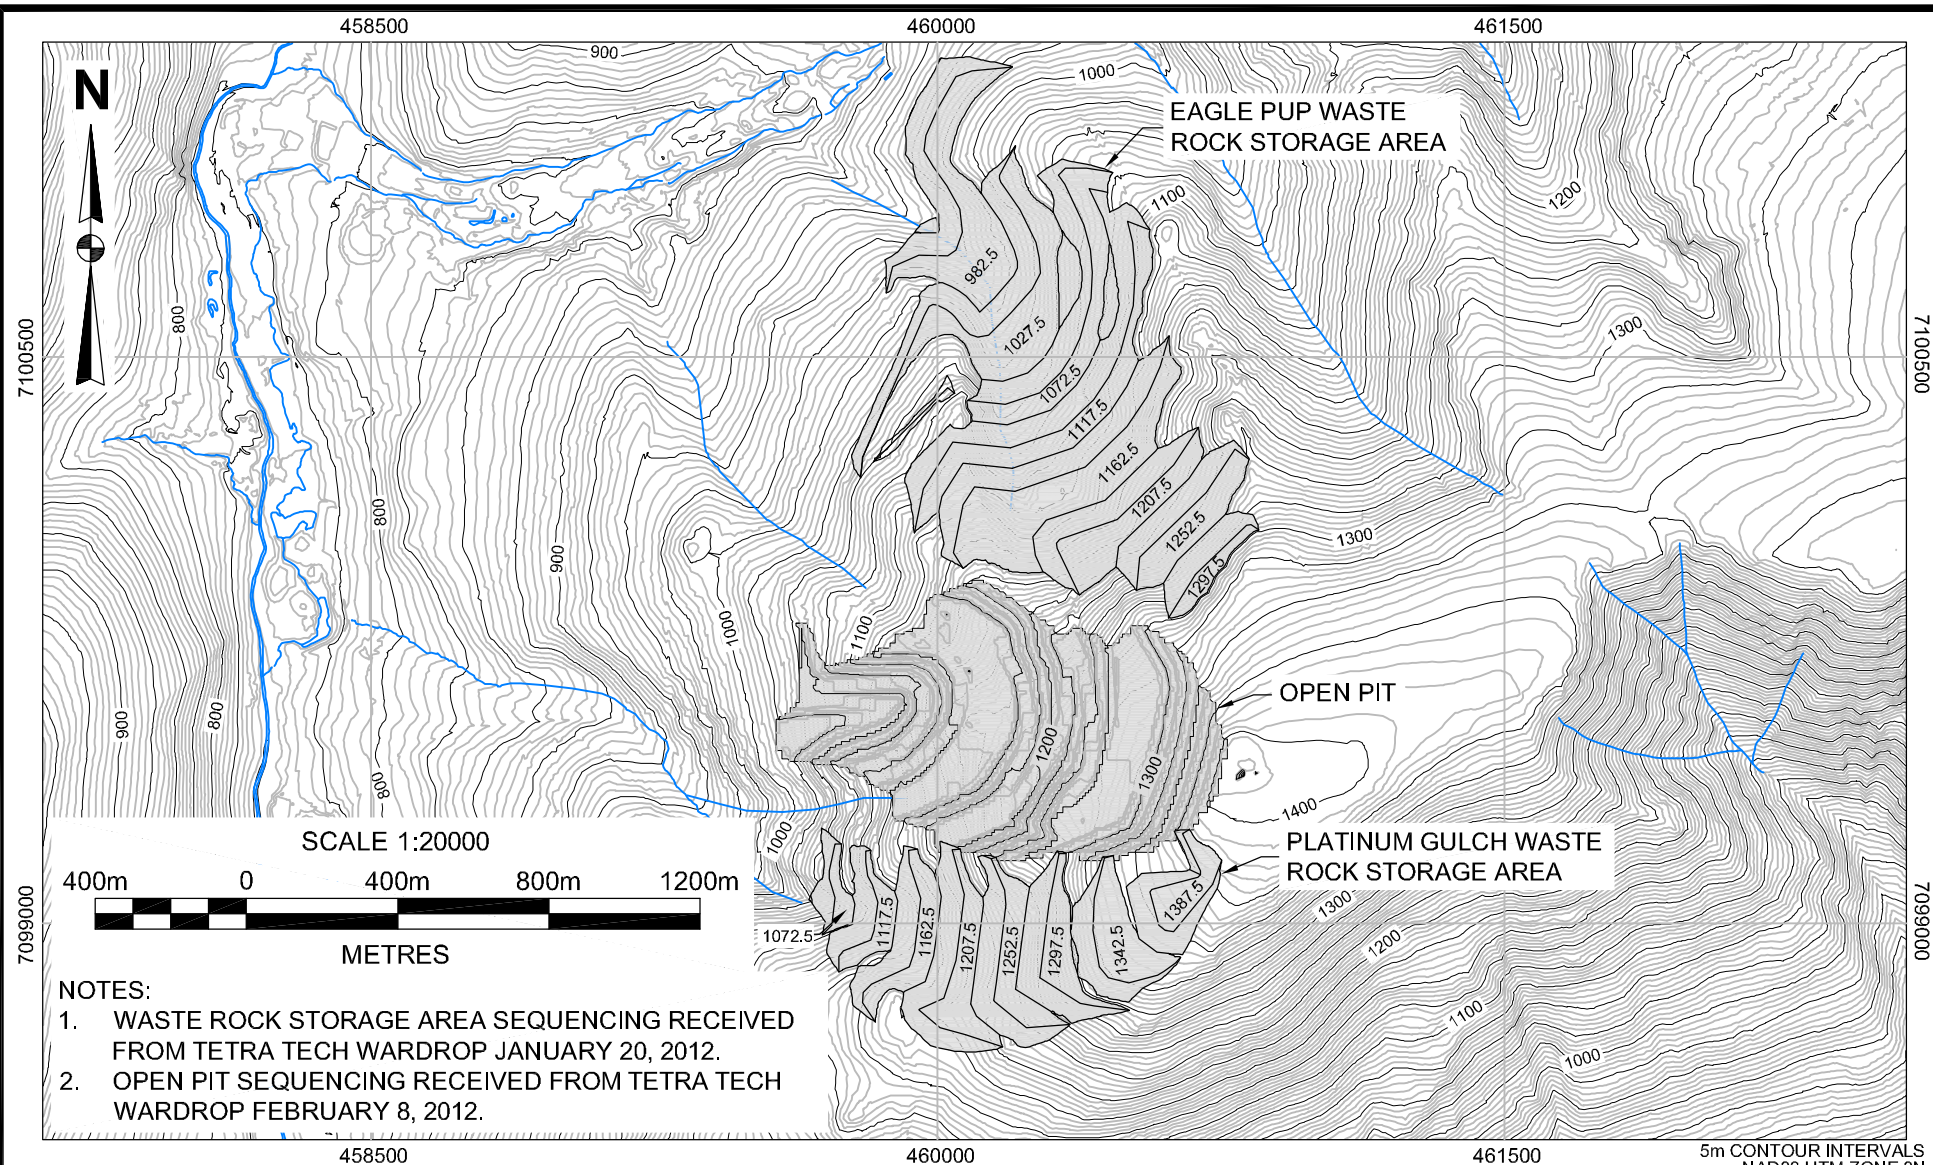 458500 460000 461500
900
1000
N
EAGLE PUP WASTE
ROCK STORAGE AREA
1100
1200
982.5
800
1300
1027.5
7100500
7100500
1072.5
1117.5
1162.5
1207.5
800
1252.5
1300
900
1297.5
1000
1100
OPEN PIT
900
800
1200
1300
800
1400
SCALE 1:20000
1000
PLATINUM GULCH WASTE
ROCK STORAGE AREA
400m 0 400m 800m 1200m
1387.5
1300
7099000
7099000
1072.5
1117.5
1162.5
1207.5
1252.5
1297.5
1342.5
1200
METRES
NOTES:
1. WASTE ROCK STORAGE AREA SEQUENCING RECEIVED
FROM TETRA TECH WARDROP JANUARY 20, 2012.
1100
2. OPEN PIT SEQUENCING RECEIVED FROM TETRA TECH
WARDROP FEBRUARY 8, 2012.
1000
458500 460000 461500
5m CONTOUR INTERVALS